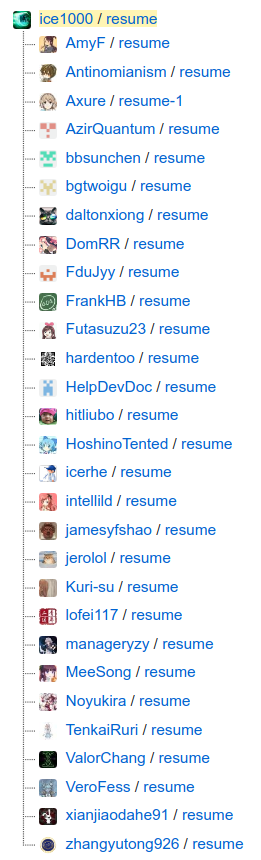 ice1000 / resume
AmyF / resume
Antinomianism / resume
Axure / resume-1
AzirQuantum / resume
bbsunchen / resume
bgtwoigu / resume
daltonxiong / resume
DomRR / resume
FduJyy / resume
FrankHB / resume
Futasuzu23 / resume
hardentoo / resume
HelpDevDoc / resume
hitliubo / resume
HoshinoTented / resume
icerhe / resume
intellild / resume
jamesyfshao / resume
jerolol / resume
Kuri-su / resume
lofei117 / resume
manageryzy / resume
MeeSong / resume
Noyukira / resume
TenkaiRuri / resume
ValorChang / resume
VeroFess / resume
xianjiaodahe91 / resume
zhangyutong926 / resume